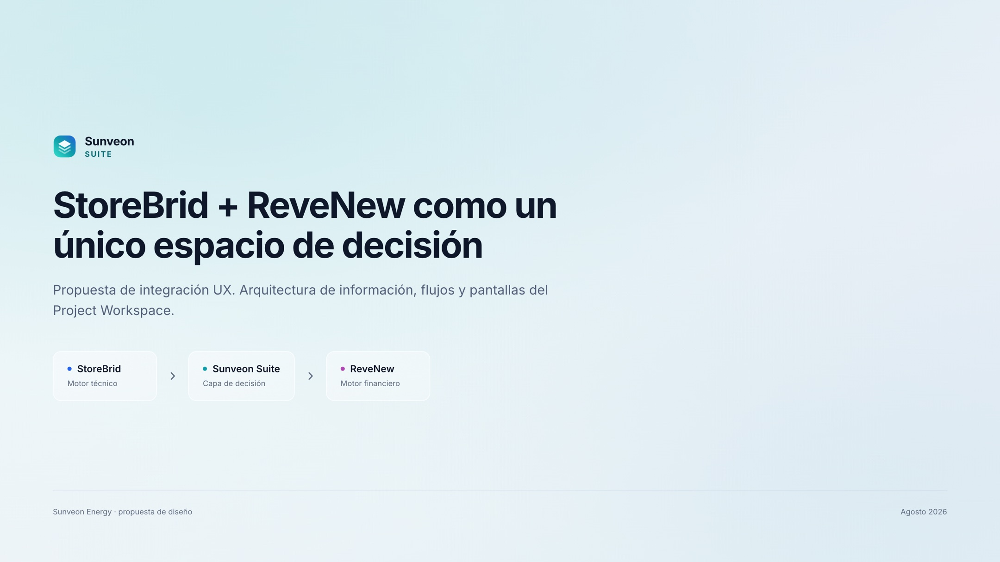 Sunveon
SUITE
StoreBrid + ReveNew como un
único espacio de decisión
Propuesta de integración UX. Arquitectura de información, flujos y pantallas del
Project Workspace.
StoreBrid
Motor técnico
Sunveon Suite
Capa de decisión
ReveNew
Motor financiero
Sunveon Energy · propuesta de diseño
Agosto 2026